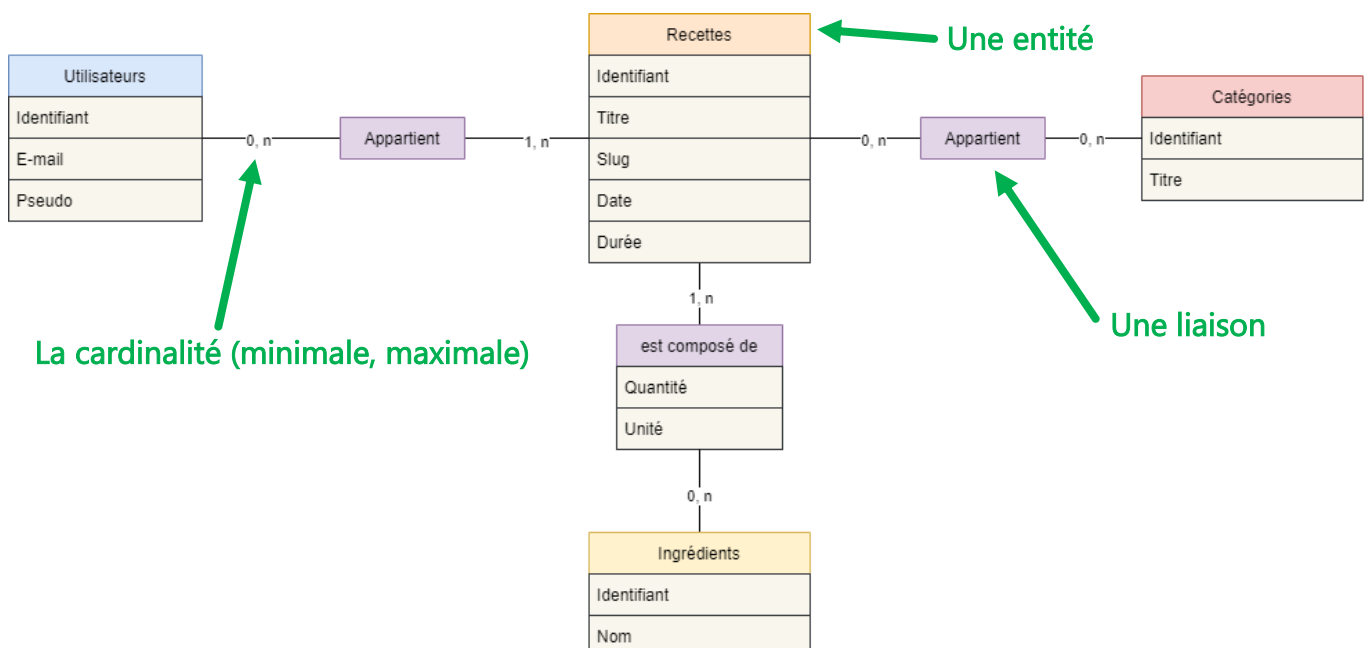 Recettes
Identifiant
Titre
Slug
Date
Durée
Une entité
Utilisateurs
Identifiant
E-mail
Pseudo
0, n
Appartient
1, n
0, n
Appartient
0, n
Catégories
Identifiant
Titre
La cardinalité (minimale, maximale)
Une liaison
1, n
est composé de
Quantité
Unité
0, n
Ingrédients
Identifiant
Nom